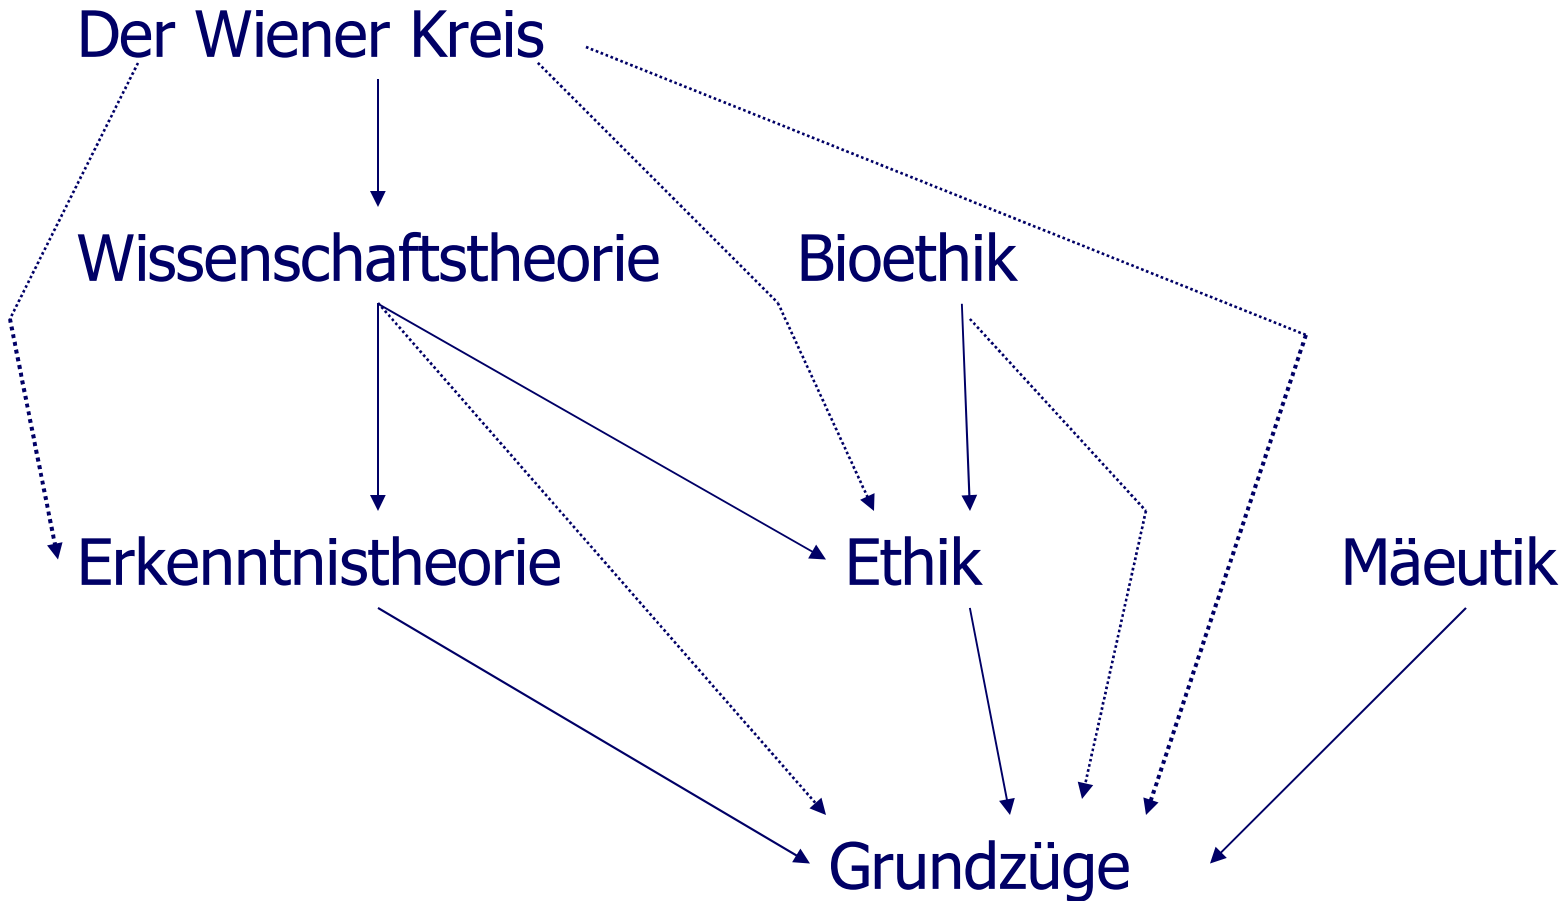 Der Wiener Kreis
Wissenschaftstheorie
Bioethik
Erkenntnistheorie
Ethik
Mäeutik
Grundzüge